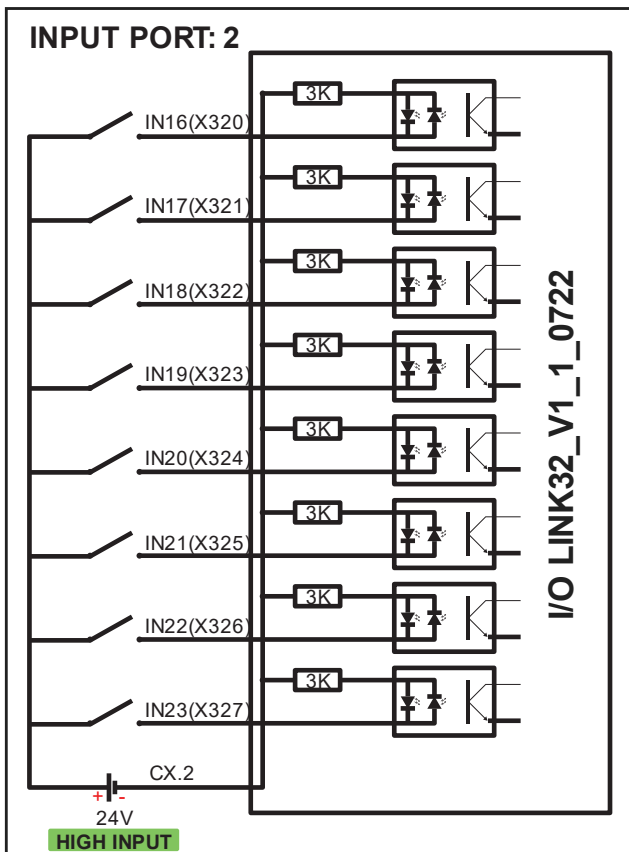 INPUT PORT: 2
3K
IN16(X320)
3K
IN17(X321)
3K
IN18(X322)
3K
IN19(X323)
3K
IN20(X324)
3K
IN21(X325)
3K
IN22(X326)
3K
IN23(X327)
I/O LINK32_V1_1_0722
CX.2
+ -
24V
HIGH INPUT